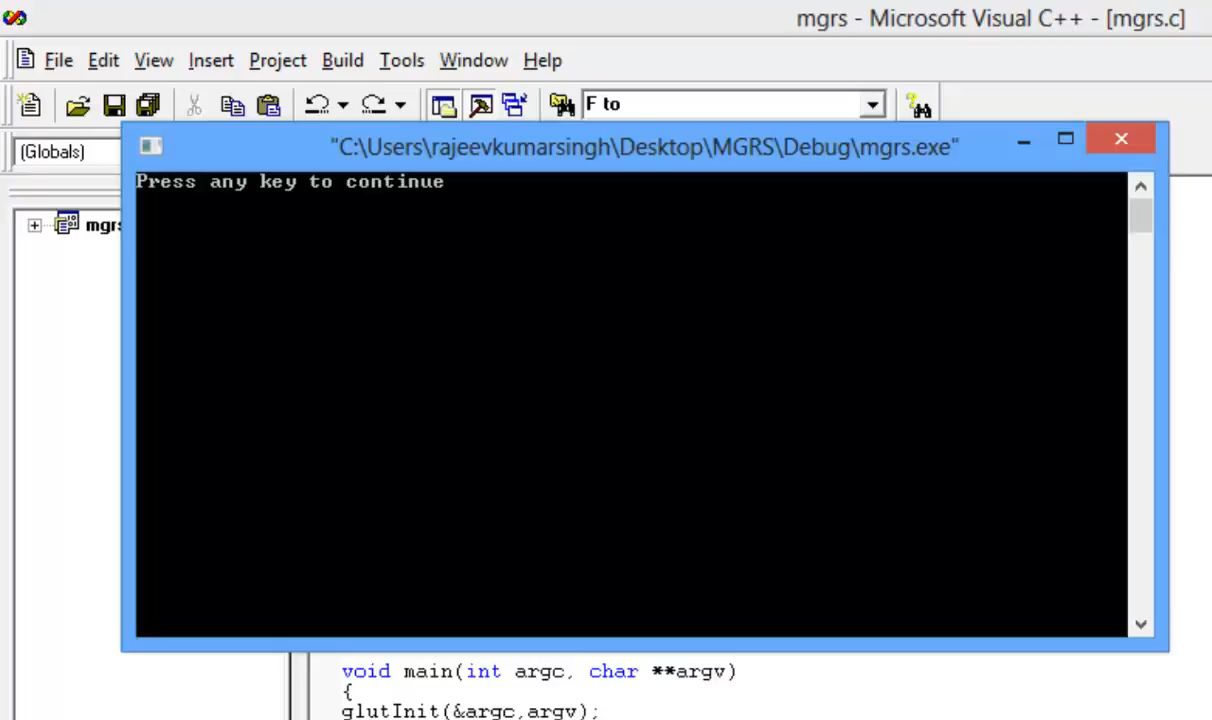 mgrs - Microsoft Visual C++ - [mgrs.c]
File Edit View Insert Project Build Tools Window Help
F to
(Globals)
"C:\Users\rajeevkumarsingh\Desktop\MGRS\Debug\mgrs.exe"
Press any key to continue
mgrs
void main(int argc, char **argv)
{
glutInit(&argc,argv);